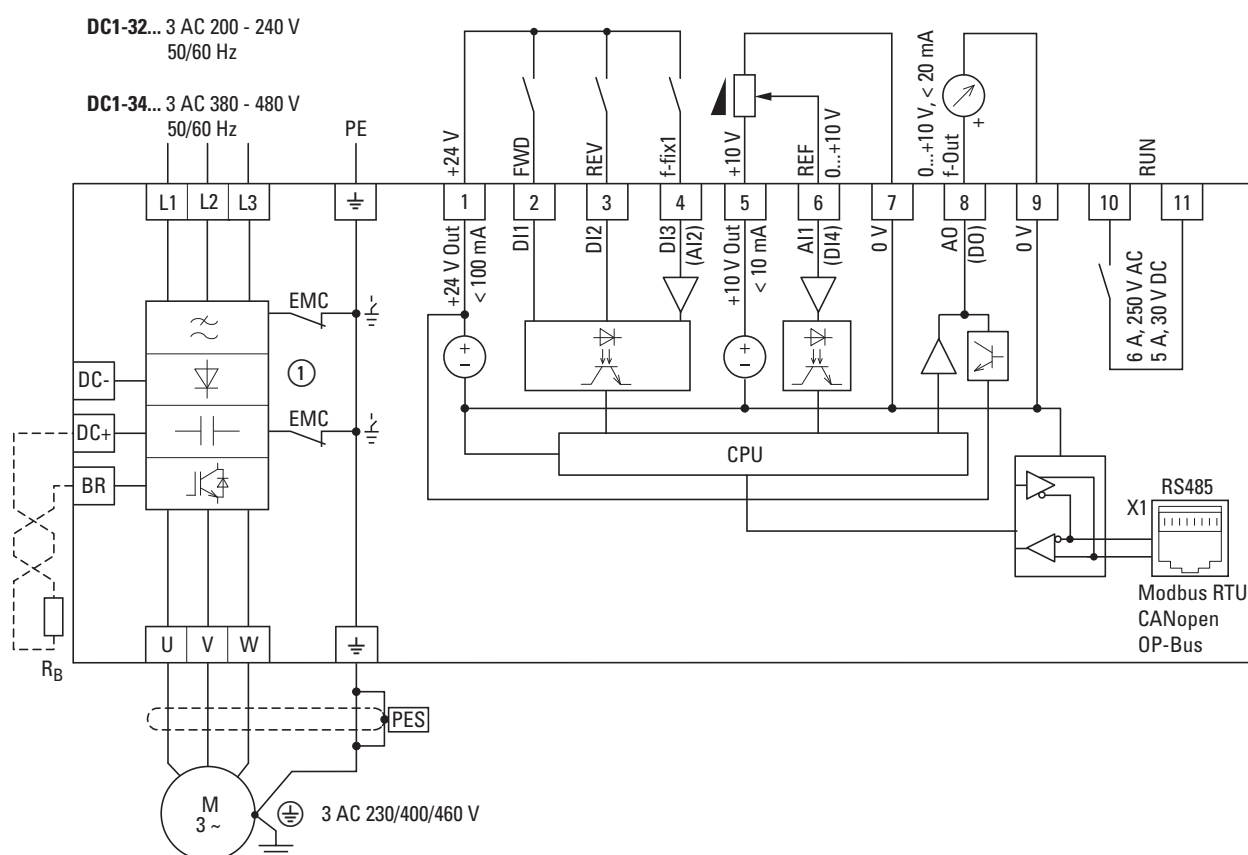 DC1-32... 3 AC 200 - 240 V
50/60 Hz
DC1-34... 3 AC 380 - 480 V
50/60 Hz
PE
+24 V
FWD
REV
f-fix1
+10 V
REF
0...+10 V
0...+10 V, < 20 mA
f-Out
+
RUN
L1 L2 L3
1 2 3 4 5 6 7 8 9 10 11
+24 V Out
< 100 mA
DI1
DI2
DI3
(AI2)
+10 V Out
< 10 mA
AI1
(DI4)
0 V
AO
(DO)
0 V
6 A, 250 V AC
5 A, 30 V DC
EMC
+
-
+
-
DC-
1
DC+
EMC
CPU
BR
RS485
X1
Modbus RTU
CANopen
OP-Bus
U V W
RB
PES
M
3 ~
3 AC 230/400/460 V